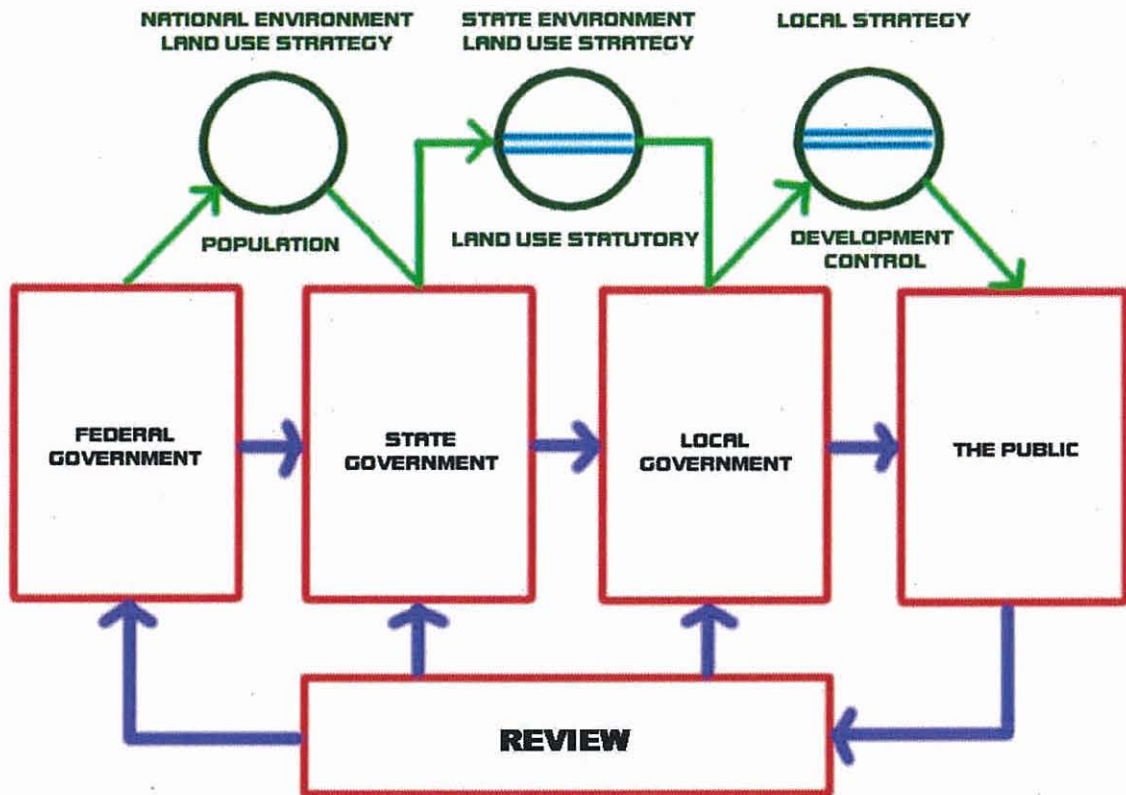 NATIONAL ENVIRONMENT
LAND USE STRATEGY
STATE ENVIRONMENT
LAND USE STRATEGY
LOCAL STRATEGY
POPULATION
LAND USE STATUTORY
DEVELOPMENT
CONTROL
FEDERAL
GOVERNMENT
STATE
GOVERNMENT
LOCAL
GOVERNMENT
THE PUBLIC
REVIEW